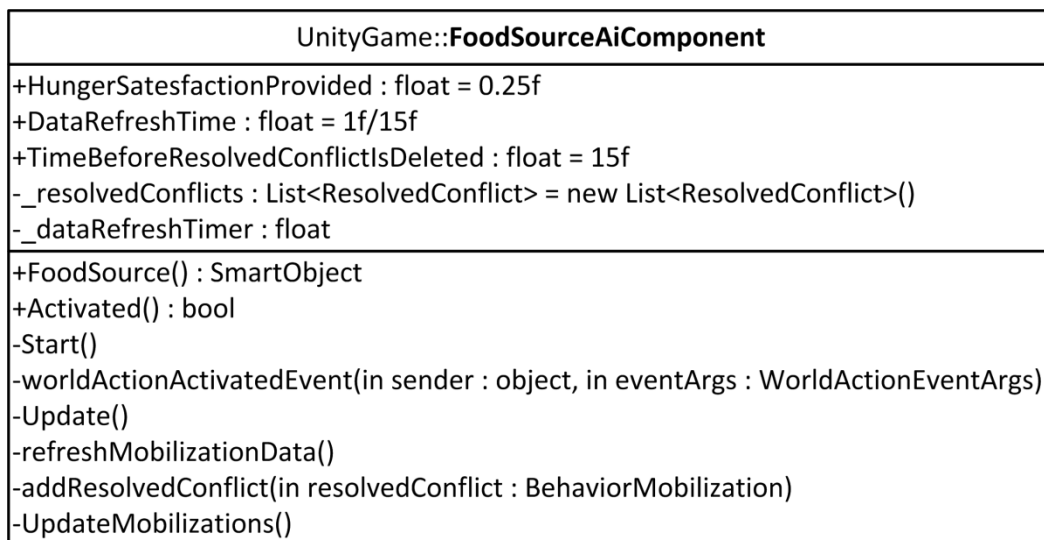 UnityGame::FoodSourceAiComponent
+HungerSatesfactionProvided : float = 0.25f
+DataRefreshTime : float = 1f/15f
+TimeBeforeResolvedConflictIsDeleted : float = 15f
-_resolvedConflicts : List<ResolvedConflict> = new List<ResolvedConflict>()
-_dataRefreshTimer : float
+FoodSource() : SmartObject
+Activated() : bool
-Start()
-worldActionActivatedEvent(in sender : object, in eventArgs : WorldActionEventArgs)
-Update()
-refreshMobilizationData()
-addResolvedConflict(in resolvedConflict : BehaviorMobilization)
-UpdateMobilizations()